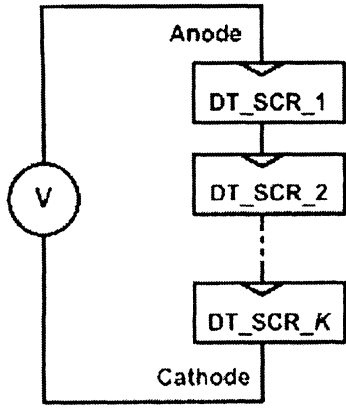 Anode
DT_SCR_1
V
DT_SCR_2
DT_SCR_K
Cathode